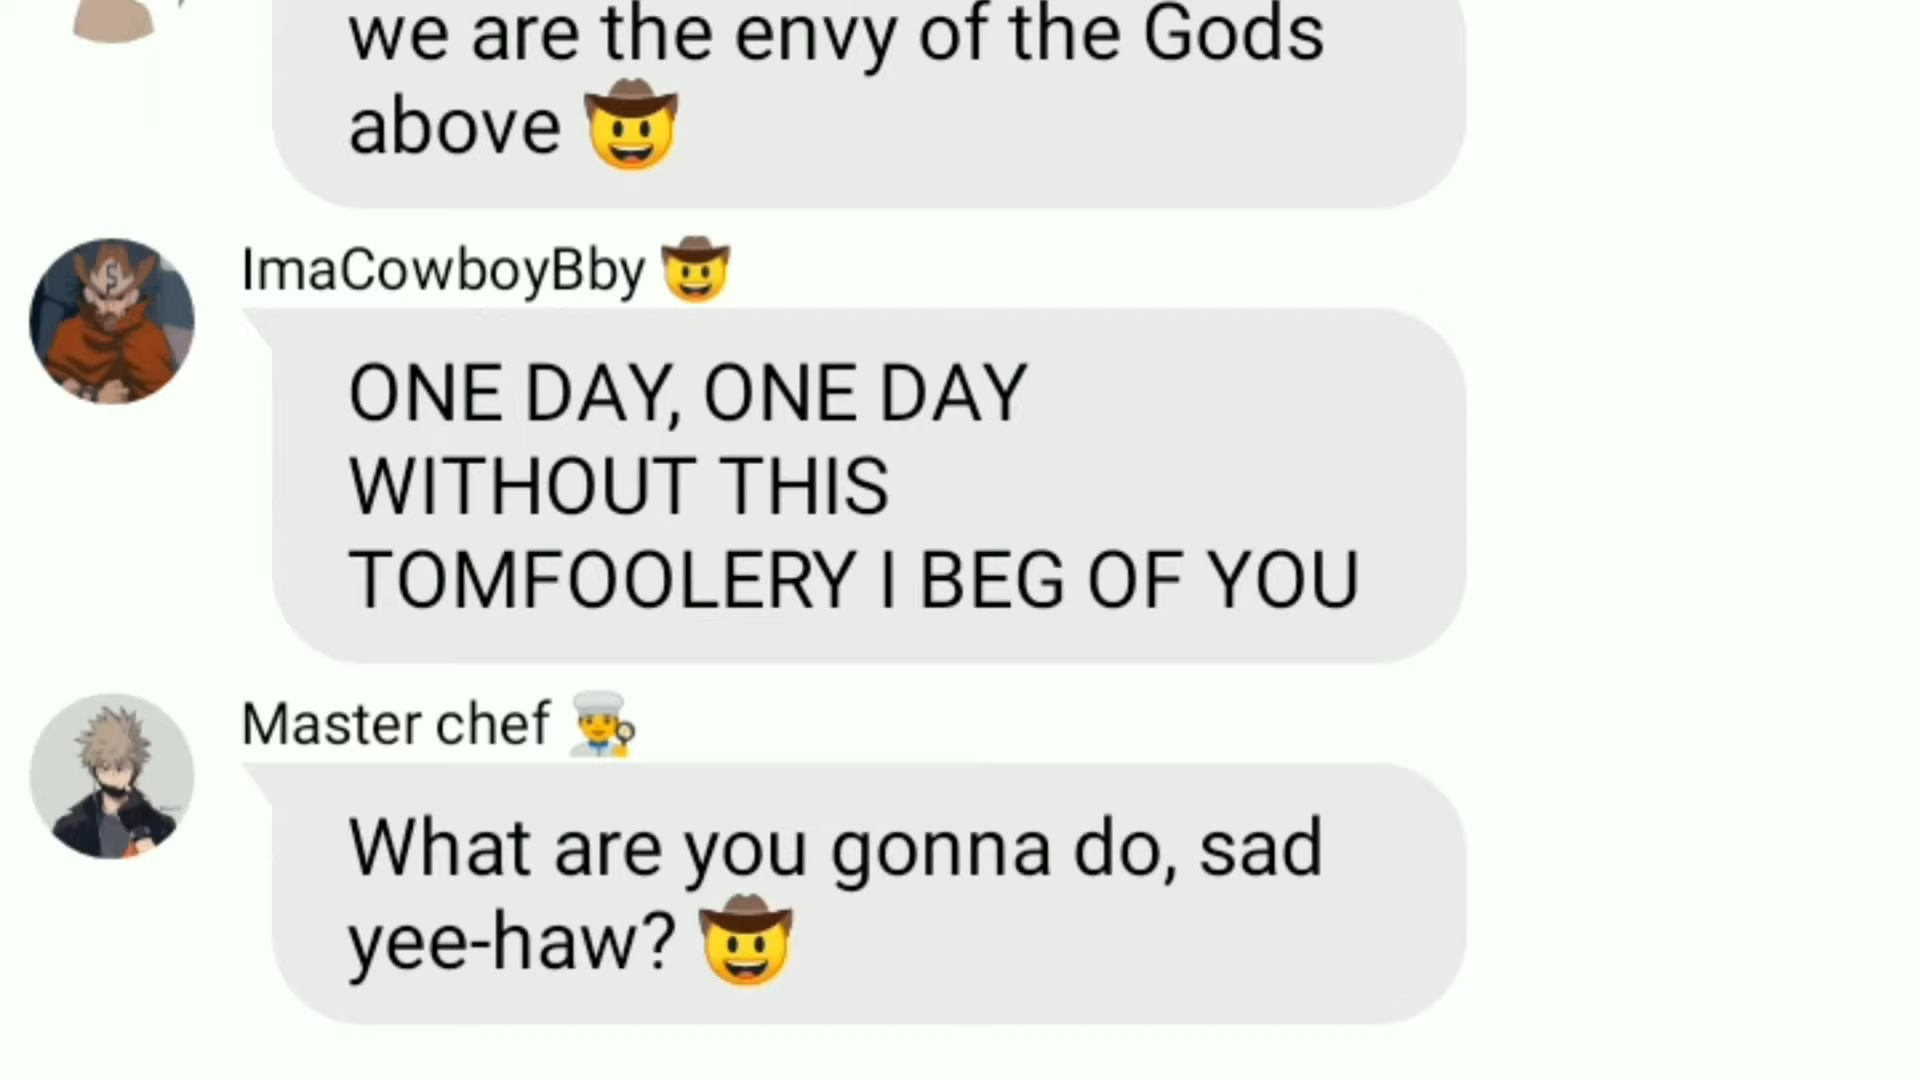 we are the envy of the Gods
above 🤠
ImaCowboyBby 🤠
ONE DAY, ONE DAY
WITHOUT THIS
TOMFOOLERY I BEG OF YOU
Master chef 👨‍🍳
What are you gonna do, sad
yee-haw? 🤠